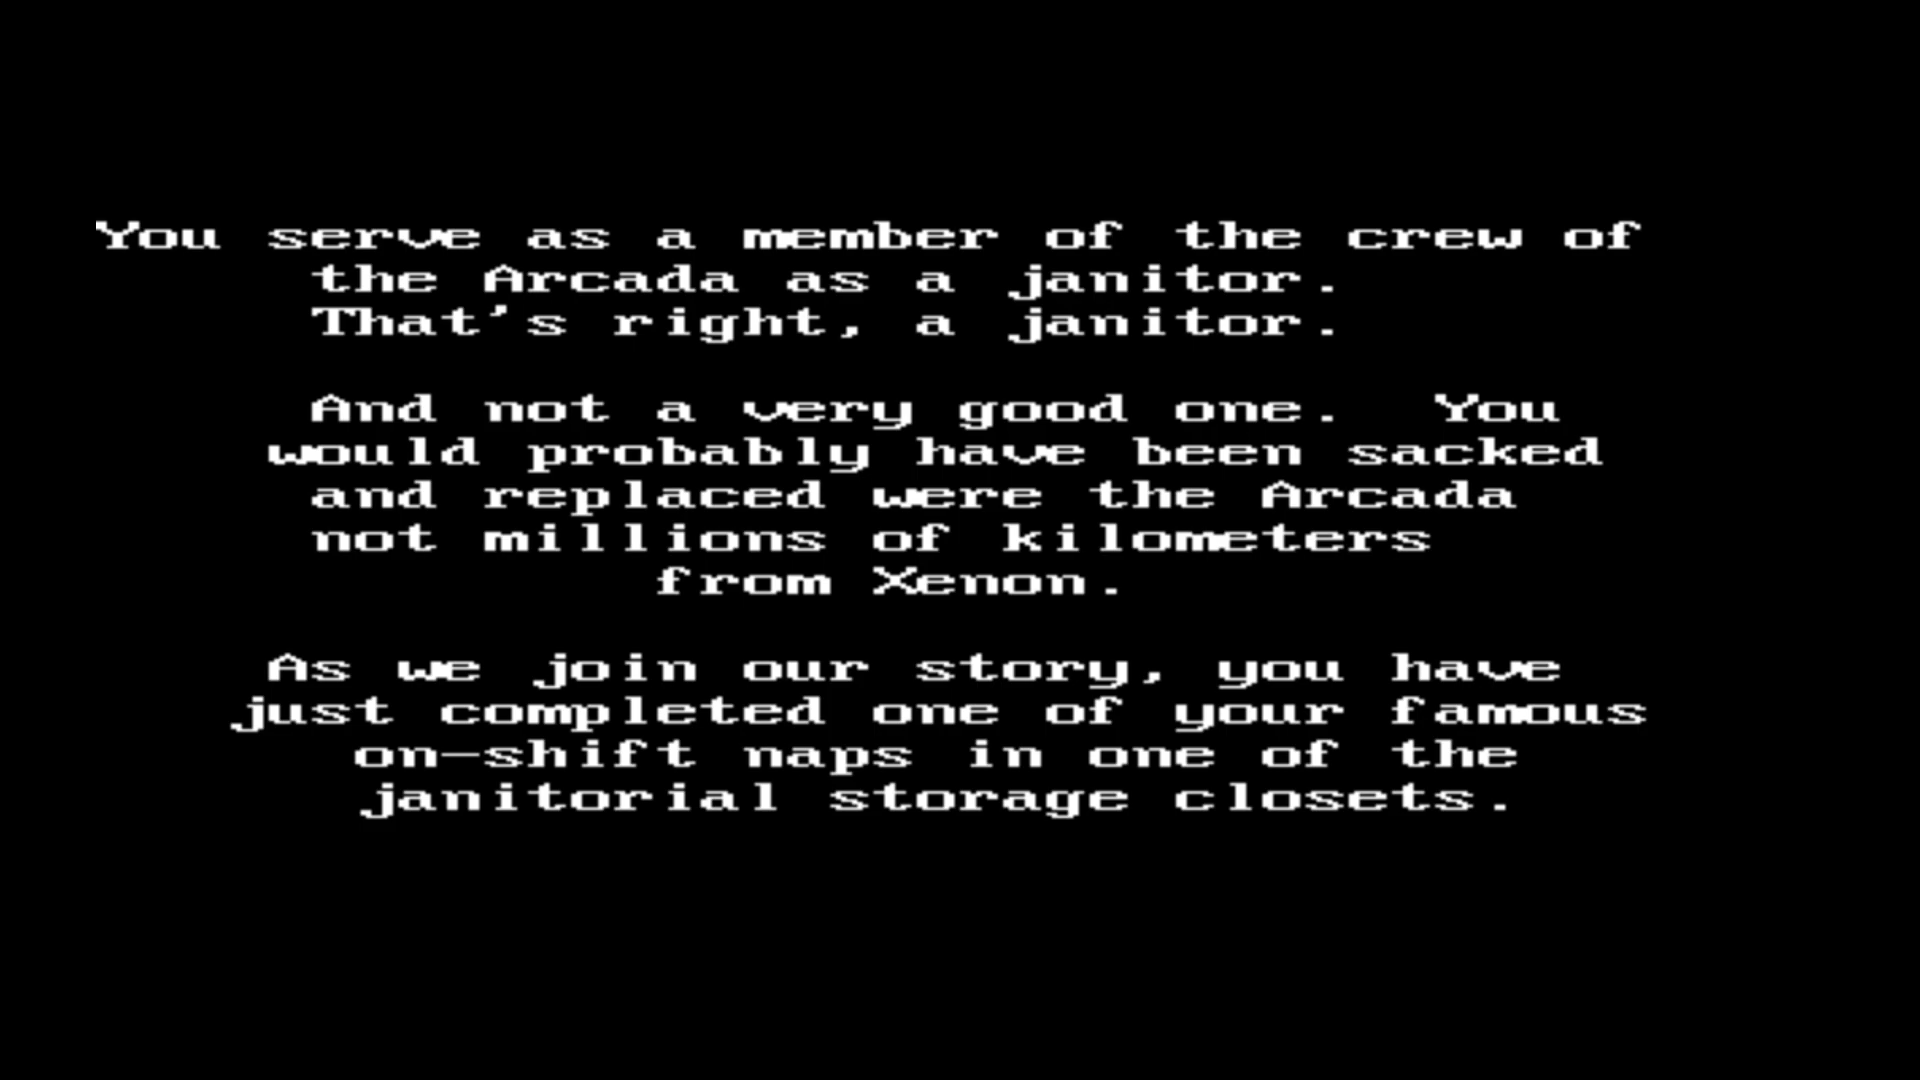 You serve as a member of the crew of
the Arcada as a janitor.
That's right, a janitor.
And not a very good one.  You
would probably have been sacked
and replaced were the Arcada
not millions of kilometers
from Xenon.
As we join our story, you have
just completed one of your famous
on-shift naps in one of the
janitorial storage closets.